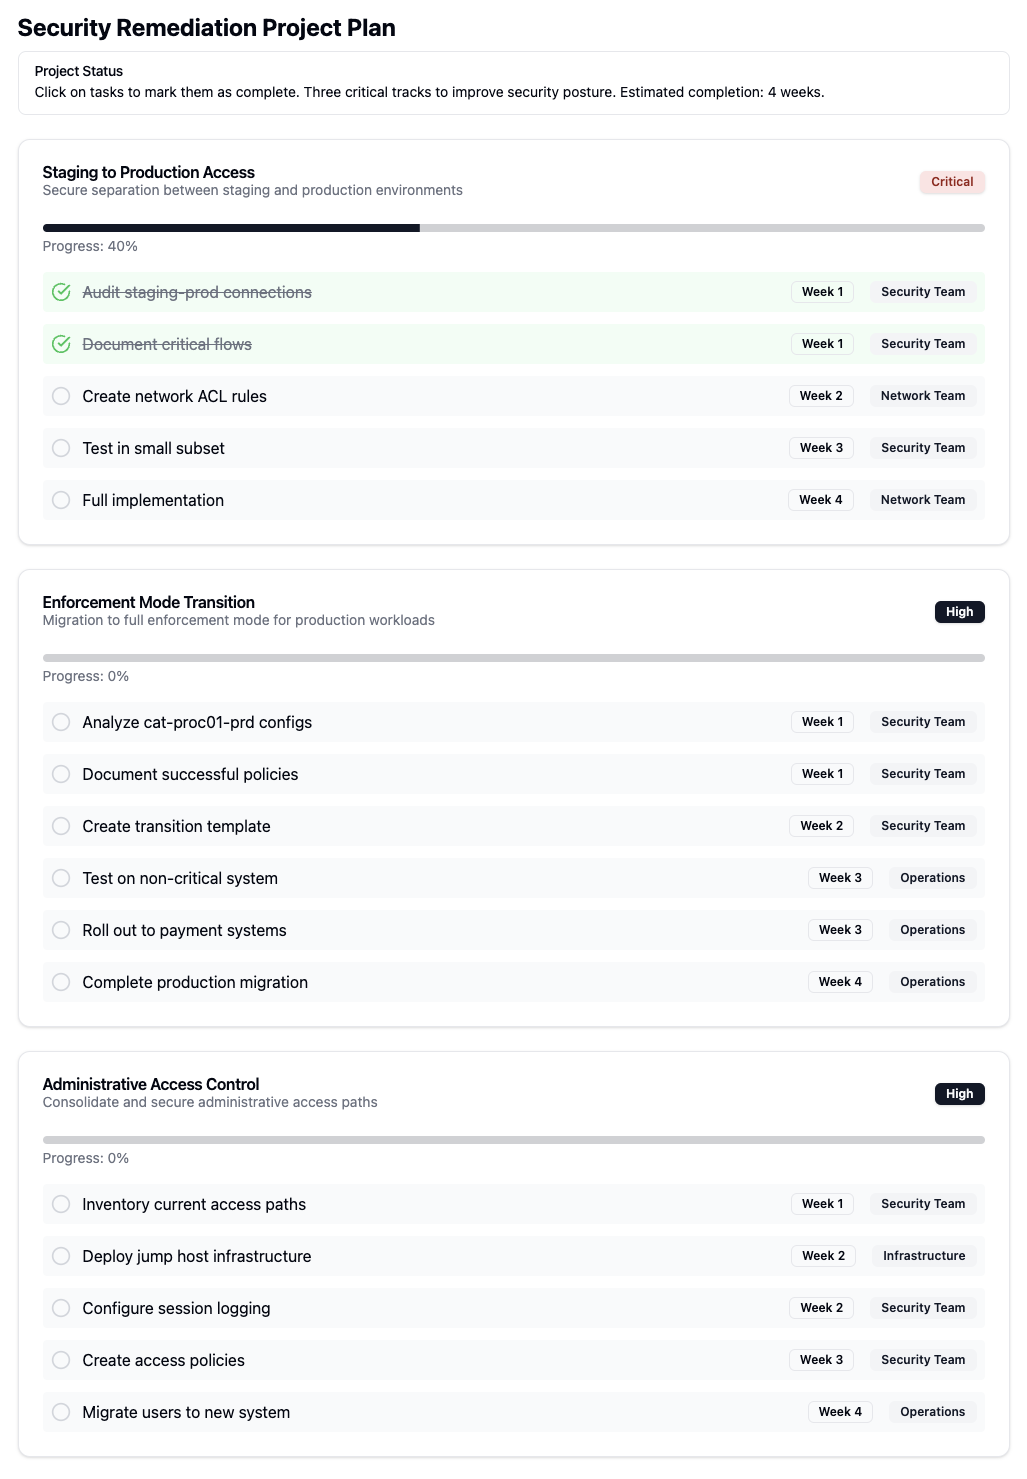 Security Remediation Project Plan
Project Status
Click on tasks to mark them as complete. Three critical tracks to improve security posture. Estimated completion: 4 weeks.
Staging to Production Access
Secure separation between staging and production environments
Critical
Progress: 40%
Audit staging-prod connections Week 1 Security Team
Document critical flows Week 1 Security Team
Create network ACL rules Week 2 Network Team
Test in small subset Week 3 Security Team
Full implementation Week 4 Network Team
Enforcement Mode Transition
Migration to full enforcement mode for production workloads
High
Progress: 0%
Analyze cat-proc01-prd configs Week 1 Security Team
Document successful policies Week 1 Security Team
Create transition template Week 2 Security Team
Test on non-critical system Week 3 Operations
Roll out to payment systems Week 3 Operations
Complete production migration Week 4 Operations
Administrative Access Control
Consolidate and secure administrative access paths
High
Progress: 0%
Inventory current access paths Week 1 Security Team
Deploy jump host infrastructure Week 2 Infrastructure
Configure session logging Week 2 Security Team
Create access policies Week 3 Security Team
Migrate users to new system Week 4 Operations